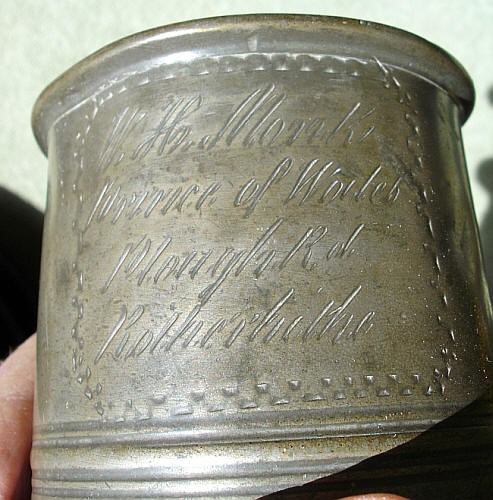 W. H. Monk
Prince of Wales
Plough Rd
Rotherhithe